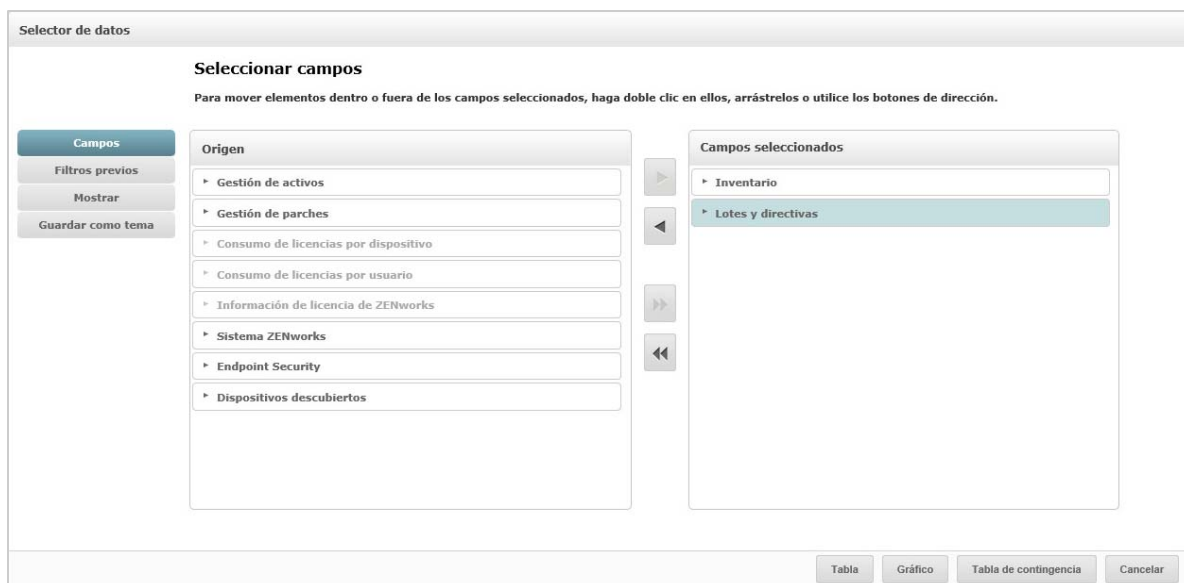 Selector de datos
Seleccionar campos
Para mover elementos dentro o fuera de los campos seleccionados, haga doble clic en ellos, arrástrelos o utilice los botones de dirección.
Campos
Filtros previos
Mostrar
Guardar como tema
Origen
Gestión de activos
Gestión de parches
Consumo de licencias por dispositivo
Consumo de licencias por usuario
Información de licencia de ZENworks
Sistema ZENworks
Endpoint Security
Dispositivos descubiertos
Campos seleccionados
Inventario
Lotes y directivas
Tabla
Gráfico
Tabla de contingencia
Cancelar